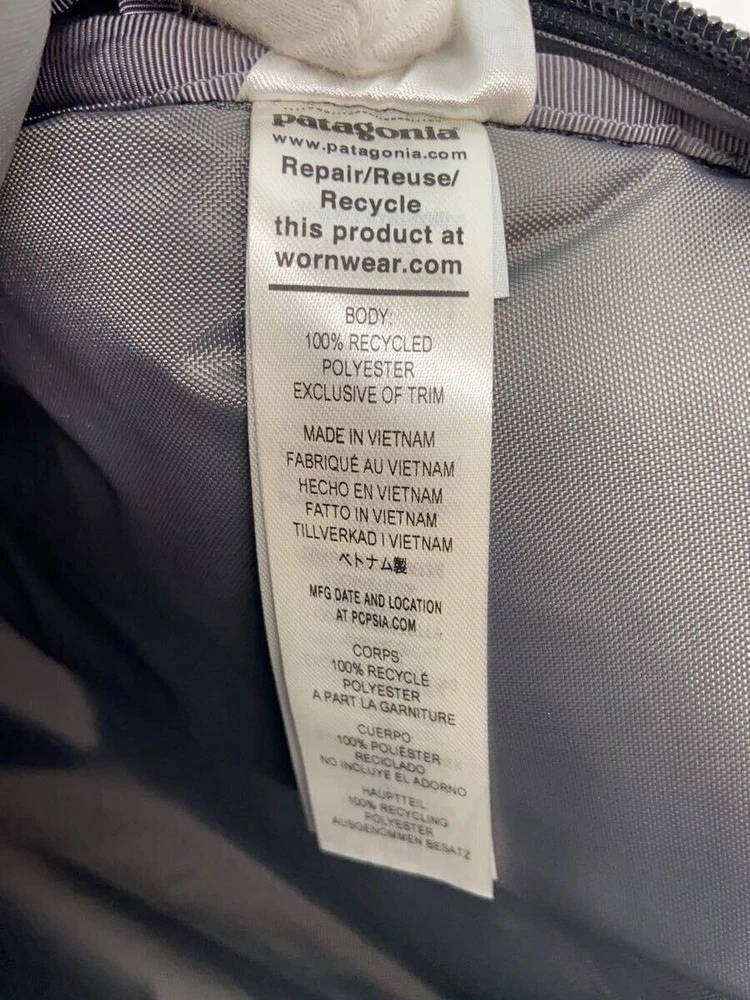 patagonia
www.patagonia.com
Repair/Reuse/
Recycle
this product at
wornwear.com
BODY:
100% RECYCLED
POLYESTER
EXCLUSIVE OF TRIM
MADE IN VIETNAM
FABRIQUÉ AU VIETNAM
HECHO EN VIETNAM
FATTO IN VIETNAM
TILLVERKAD I VIETNAM
ベトナム製
MFG DATE AND LOCATION
AT PCPSIA.COM
CORPS:
100% RECYCLÉ
POLYESTER
A PART LA GARNITURE
CUERPO:
100% POLIÉSTER
RECICLADO
NO INCLUYE EL ADORNO
HAUPTTEIL:
100% RECYCLING
POLYESTER
AUSGENOMMEN BESATZ